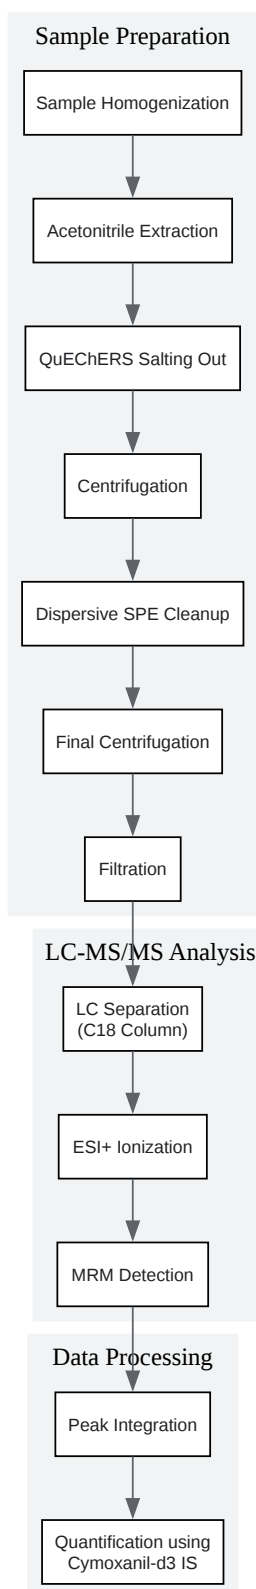 Sample Preparation
Sample Homogenization
Acetonitrile Extraction
QuEChERS Salting Out
Centrifugation
Dispersive SPE Cleanup
Final Centrifugation
Filtration
LC-MS/MS Analysis
LC Separation
(C18 Column)
ESI+ Ionization
MRM Detection
Data Processing
Peak Integration
Quantification using
Cymoxanil-d3 IS